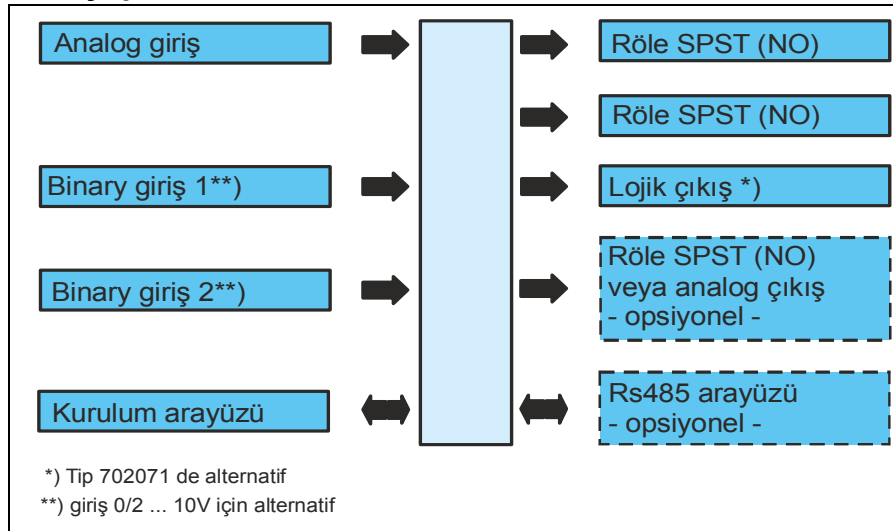 Analog giriş
Röle SPST (NO)
Röle SPST (NO)
Binary giriş 1**)
Lojik çıkış *)
Binary giriş 2**)
Röle SPST (NO)
veya analog çıkış
- opsiyonel -
Kurulum arayüzü
Rs485 arayüzü
- opsiyonel -
*) Tip 702071 de alternatif
**) giriş 0/2 ... 10V için alternatif